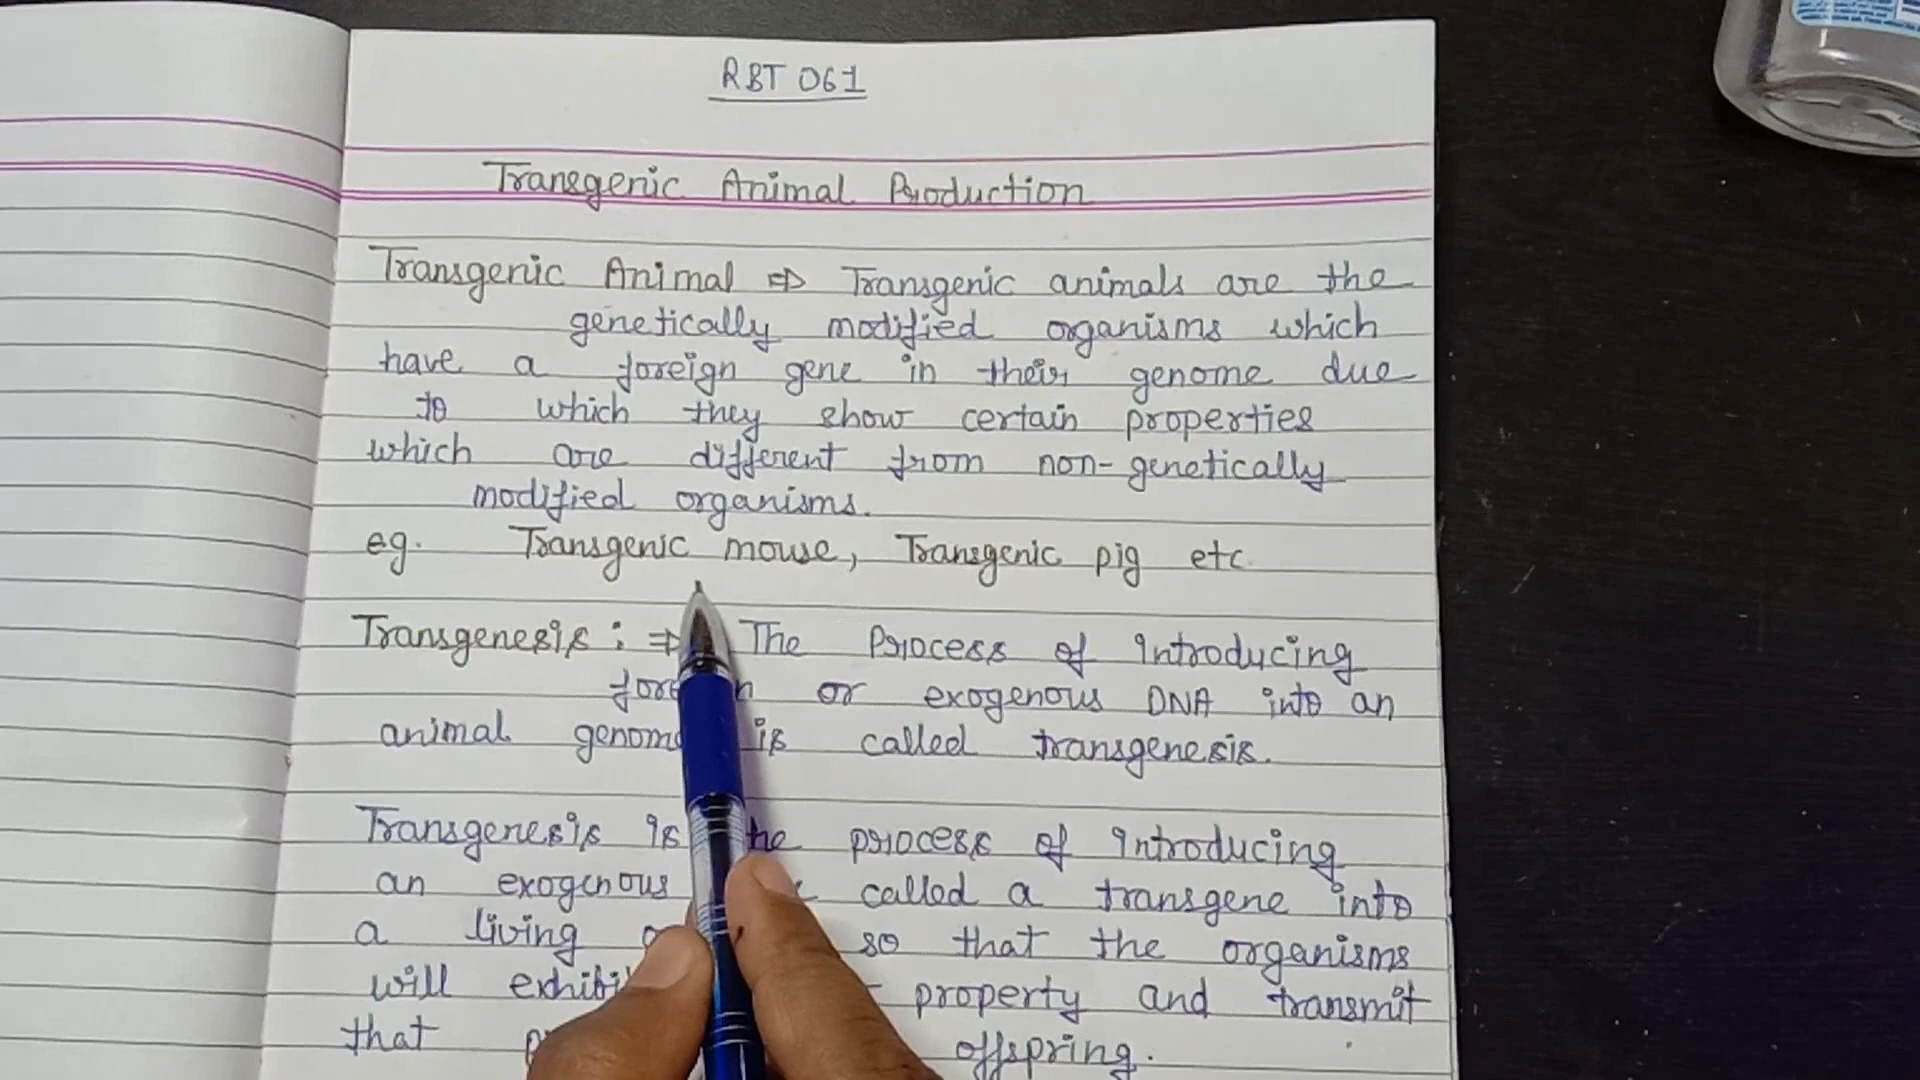 RBT 061
Transgenic Animal Production
Transgenic Animal ⇒ Transgenic animals are the
genetically modified organisms which
have a foreign gene in their genome due
to which they show certain properties
which are different from non-genetically
modified organisms.
eg. Transgenic mouse, Transgenic pig etc.
Transgenesis : ⇒ The Process of introducing
or exogenous DNA into an
animal is called transgenesis.
Transgenesis is the process of introducing
an exogenous called a transgene into
a living so that the organisms
will property and transmit
that offspring.